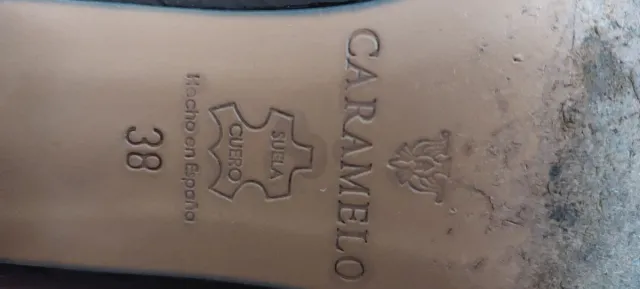 CARAMELO
SUELA
CUERO
Hecho en España
38